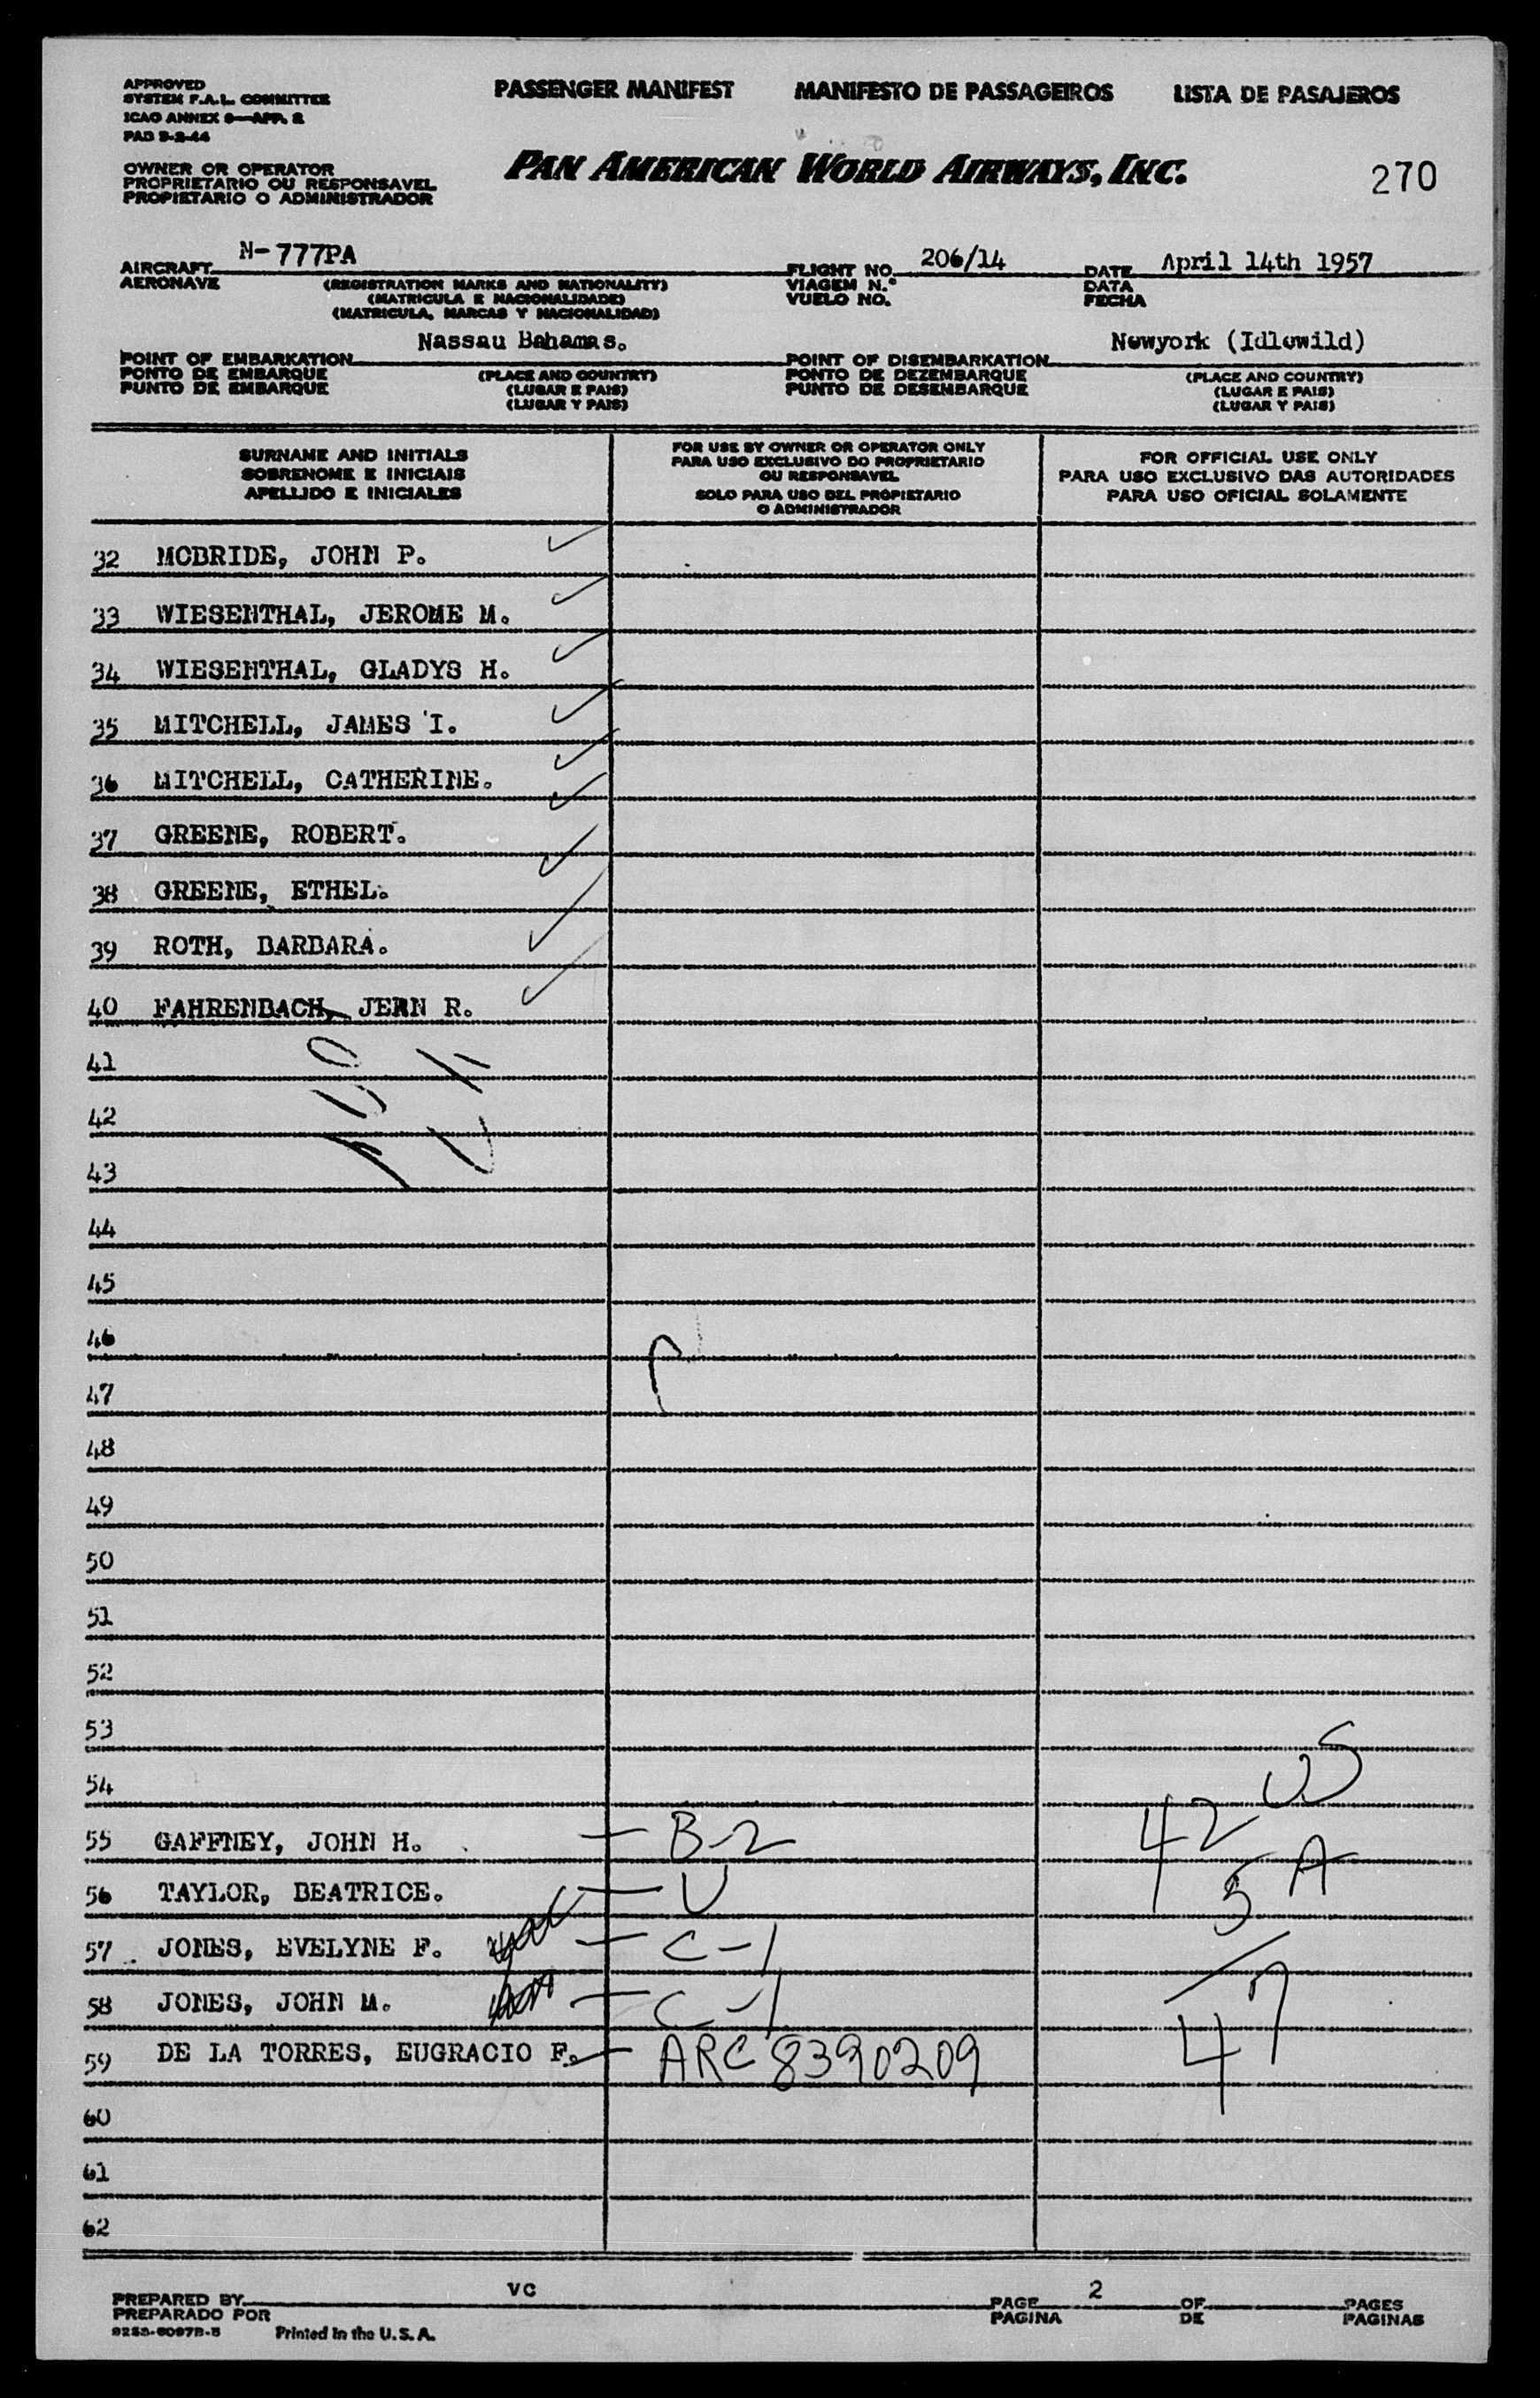 APPROVED
SYSTEM F.A.L. COMMITTEE
ICAO ANNEX 9—APP. 2
PAD 3-2-44
PASSENGER MANIFEST MANIFESTO DE PASSAGEIROS LISTA DE PASAJEROS
OWNER OR OPERATOR
PROPRIETARIO OU RESPONSAVEL
PROPIETARIO O ADMINISTRADOR
PAN AMERICAN WORLD AIRWAYS, INC.
270
AIRCRAFT N-777PA FLIGHT NO. 206/14 DATE April 14th 1957
AERONAVE (REGISTRATION MARKS AND NATIONALITY) VIAGEM N.° DATA
(MATRICULA E NACIONALIDADE) VUELO NO. FECHA
(MATRICULA, MARCAS Y NACIONALIDAD)
POINT OF EMBARKATION Nassau Bahamas. POINT OF DISEMBARKATION Newyork (Idlewild)
PONTO DE EMBARQUE (PLACE AND COUNTRY) PONTO DE DEZEMBARQUE (PLACE AND COUNTRY)
PUNTO DE EMBARQUE (LUGAR E PAIS) PUNTO DE DESEMBARQUE (LUGAR E PAIS)
(LUGAR Y PAIS) (LUGAR Y PAIS)
SURNAME AND INITIALS
SOBRENOME E INICIAIS
APELLIDO E INICIALES
FOR USE BY OWNER OR OPERATOR ONLY
PARA USO EXCLUSIVO DO PROPRIETARIO
OU RESPONSAVEL
SOLO PARA USO DEL PROPIETARIO
O ADMINISTRADOR
FOR OFFICIAL USE ONLY
PARA USO EXCLUSIVO DAS AUTORIDADES
PARA USO OFICIAL SOLAMENTE
32 MCBRIDE, JOHN P.
33 WIESENTHAL, JEROME M.
34 WIESENTHAL, GLADYS H.
35 MITCHELL, JAMES I.
36 MITCHELL, CATHERINE.
37 GREENE, ROBERT.
38 GREENE, ETHEL.
39 ROTH, BARBARA.
40 FAHRENBACH, JEAN R.
41
42
43
44
45
46
47
48
49
50
51
52
53
54 US
55 GAFFNEY, JOHN H. — B-2 42
56 TAYLOR, BEATRICE. — U 5 A
57 JONES, EVELYNE F. — C-1
58 JONES, JOHN M. — C-1 47
59 DE LA TORRES, EUGRACIO F. — ARC 8390209
60
61
62
PREPARED BY VC PAGE 2 OF PAGES
PREPARADO POR PAGINA DE PAGINAS
Printed in the U.S.A.